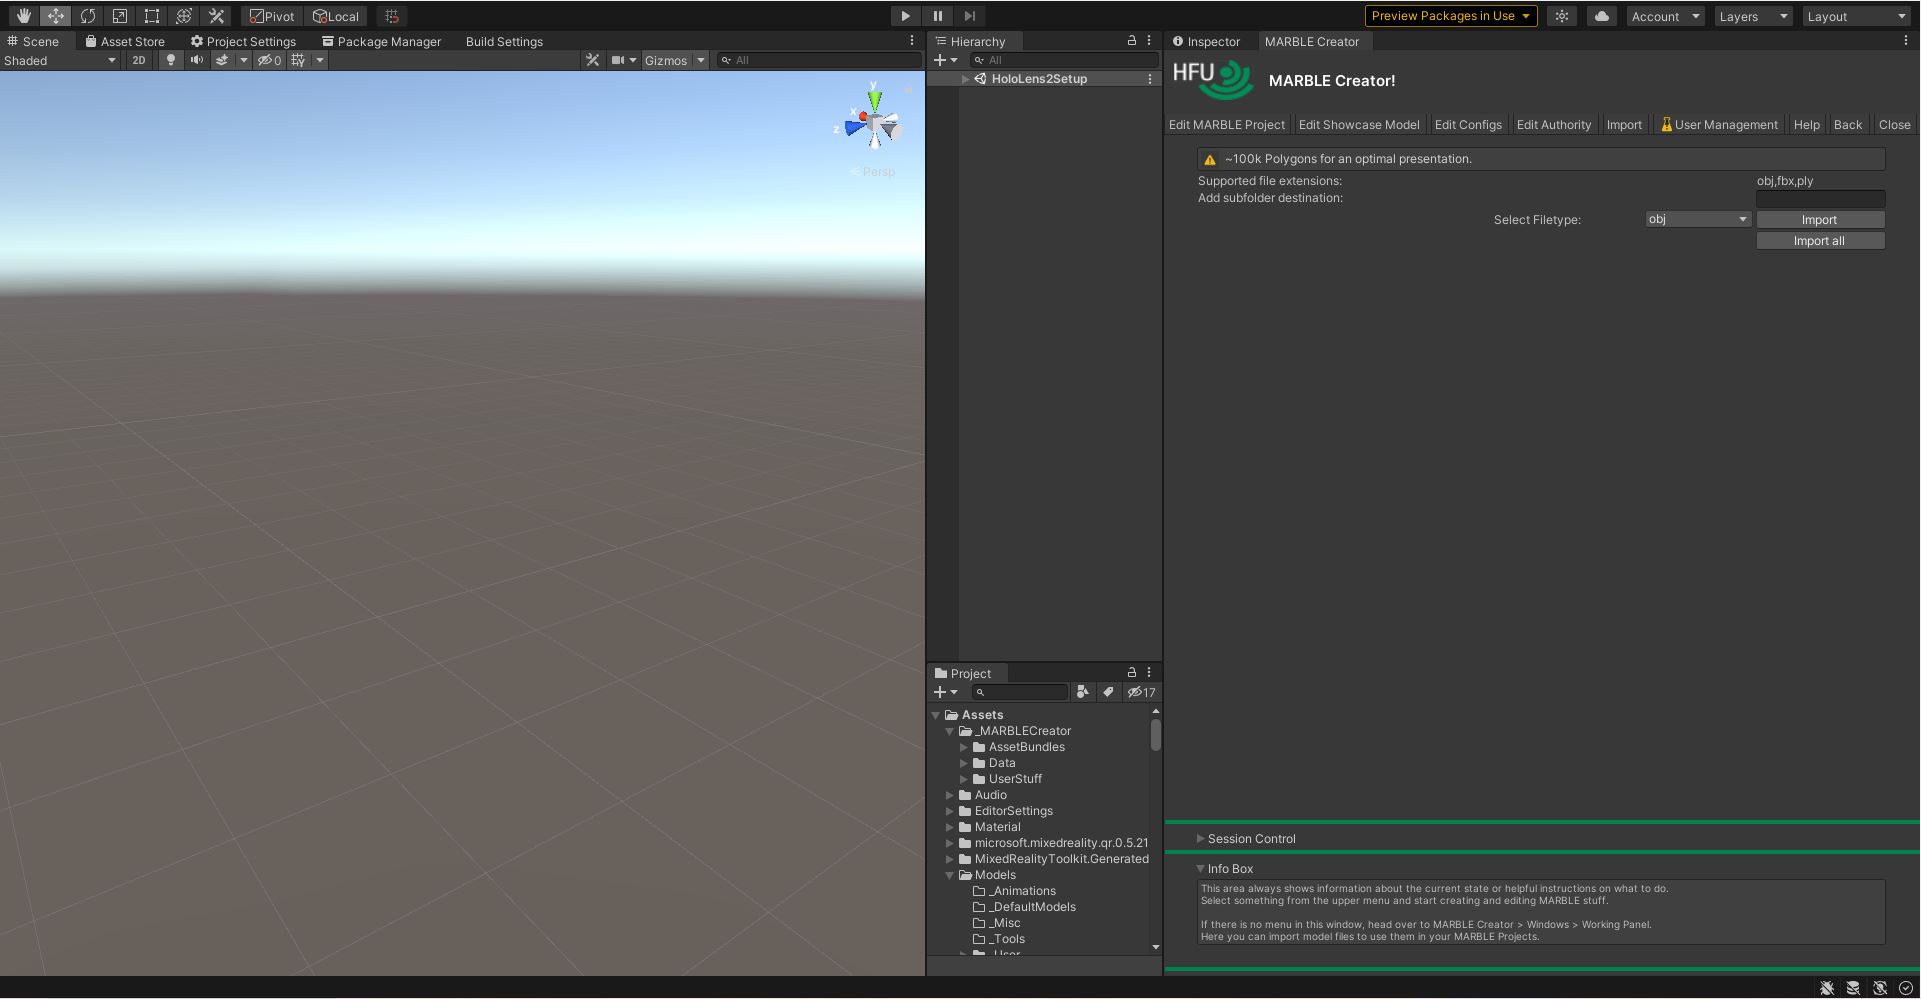 Pivot Local Preview Packages in Use Account Layers Layout
Scene Asset Store Project Settings Package Manager Build Settings
Shaded 2D 0 Gizmos All
y
x
z
Persp
Hierarchy
All
HoloLens2Setup
Project
17
Assets
_MARBLECreator
AssetBundles
Data
UserStuff
Audio
EditorSettings
Material
microsoft.mixedreality.qr.0.5.21
MixedRealityToolkit.Generated
Models
_Animations
_DefaultModels
_Misc
_Tools
_User
Inspector MARBLE Creator
HFU MARBLE Creator!
Edit MARBLE Project Edit Showcase Model Edit Configs Edit Authority Import User Management Help Back Close
~100k Polygons for an optimal presentation.
Supported file extensions: obj,fbx,ply
Add subfolder destination:
Select Filetype: obj Import
Import all
Session Control
Info Box
This area always shows information about the current state or helpful instructions on what to do.
Select something from the upper menu and start creating and editing MARBLE stuff.
If there is no menu in this window, head over to MARBLE Creator > Windows > Working Panel.
Here you can import model files to use them in your MARBLE Projects.